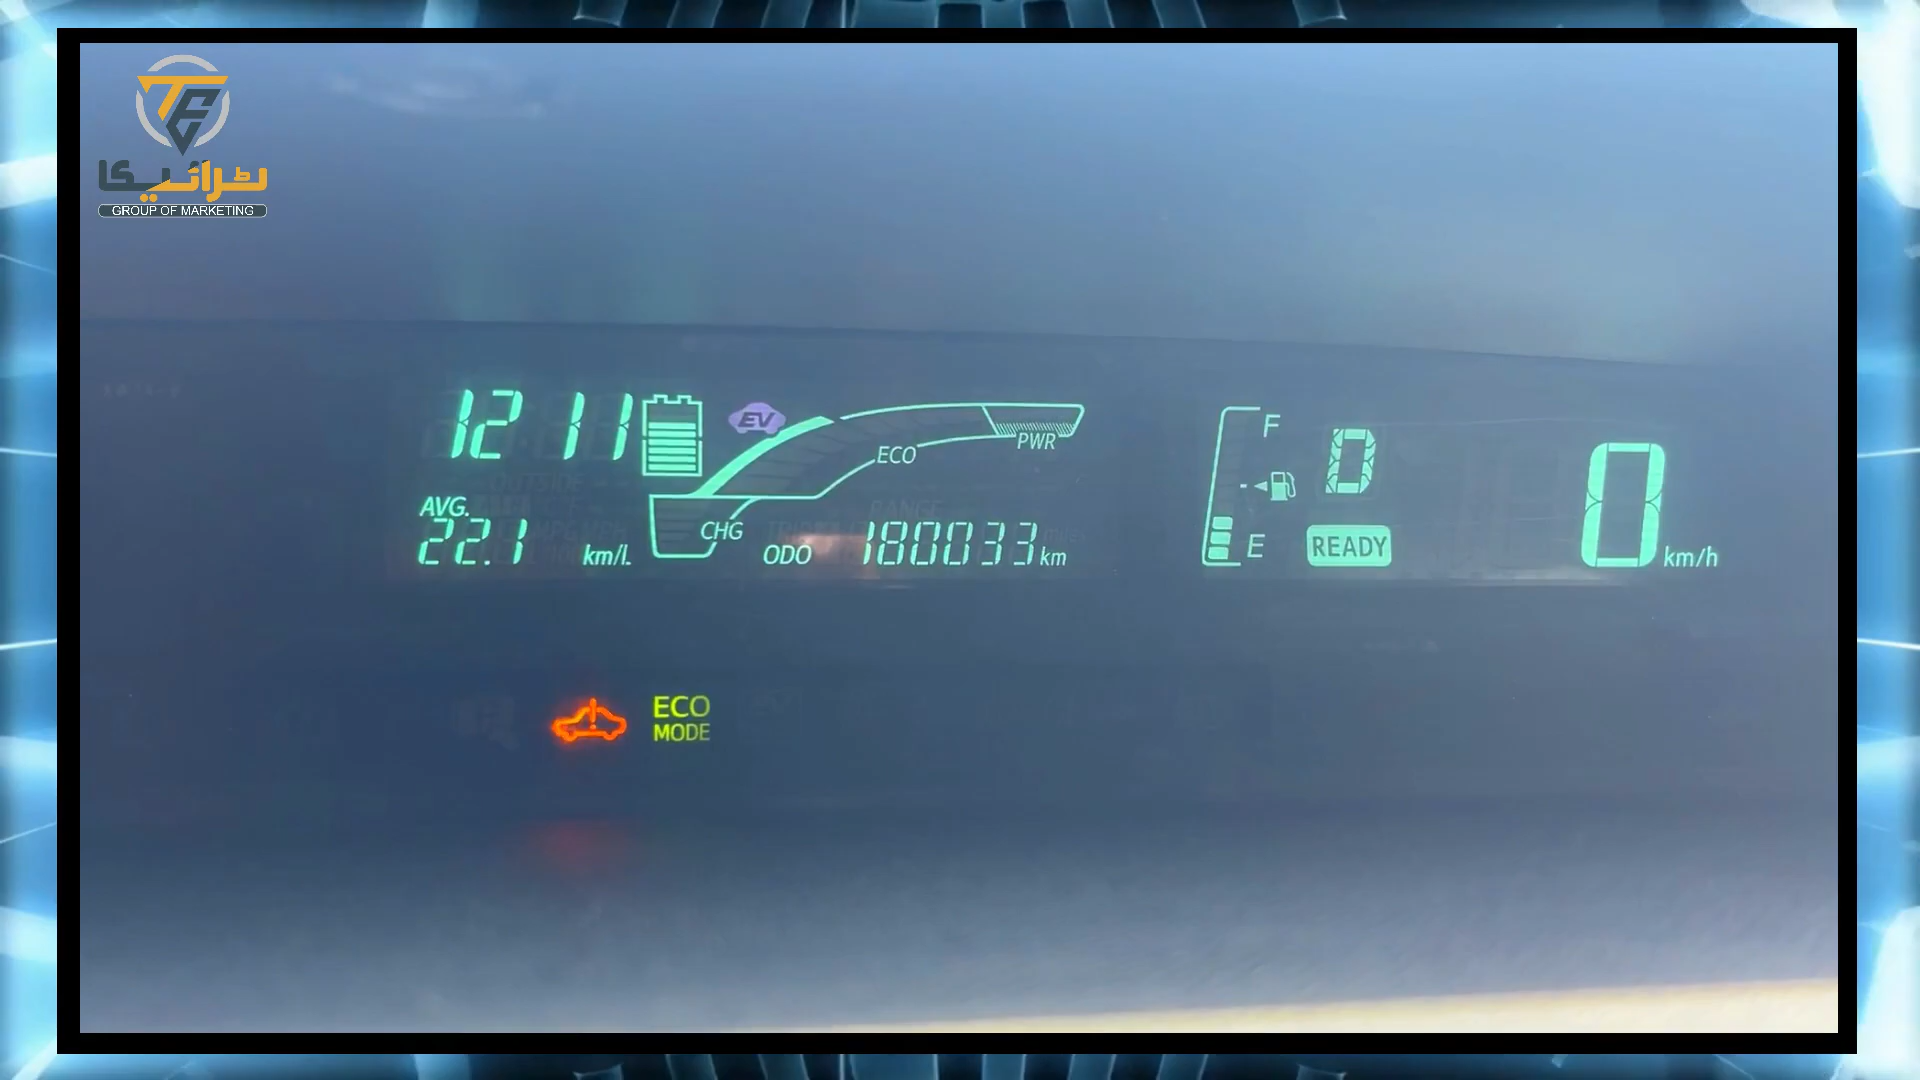 ٹرائیکا
GROUP OF MARKETING
12 11
EV
F
0
0
ECO
PWR
AVG.
22.1 km/L
CHG
ODO 180033 km
E
READY
km/h
ECO
MODE